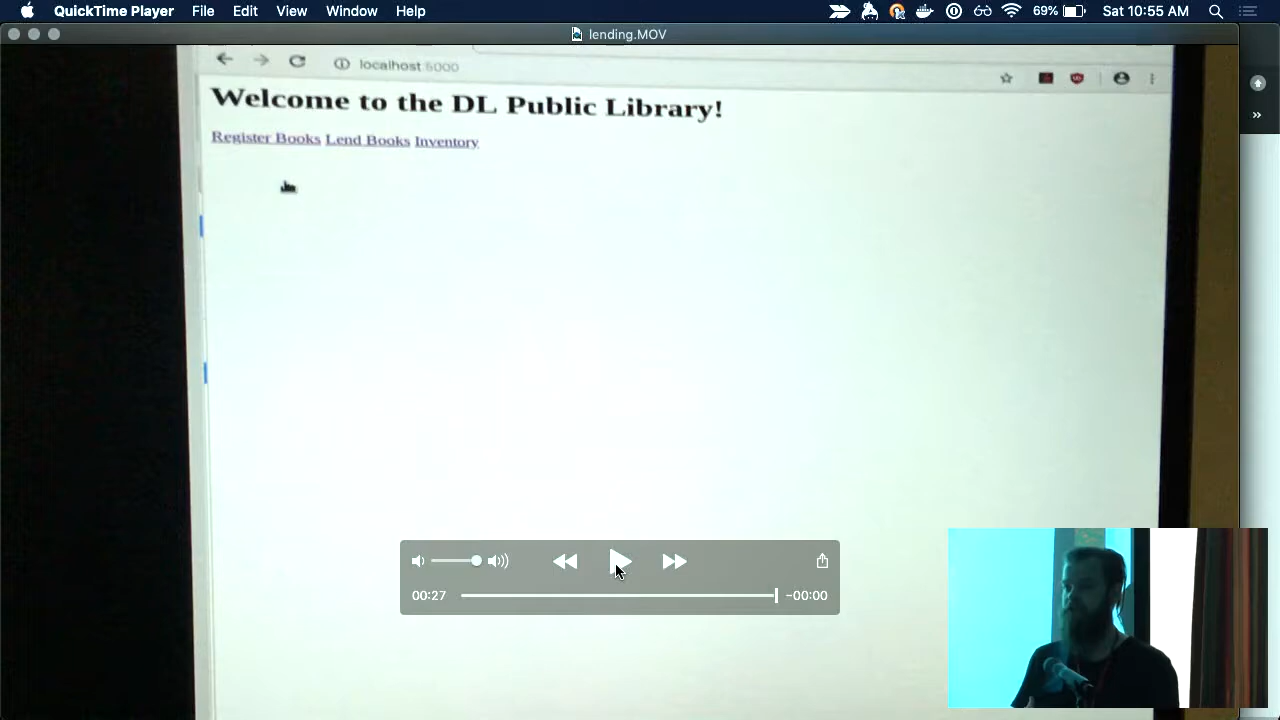 QuickTime Player File Edit View Window Help 69% Sat 10:55 AM
lending.MOV
localhost:5000
Welcome to the DL Public Library!
Register Books Lend Books Inventory
00:27 -00:00